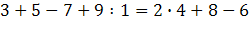 3 + 5 − 7 + 9 : 1 = 2 · 4 + 8 − 6